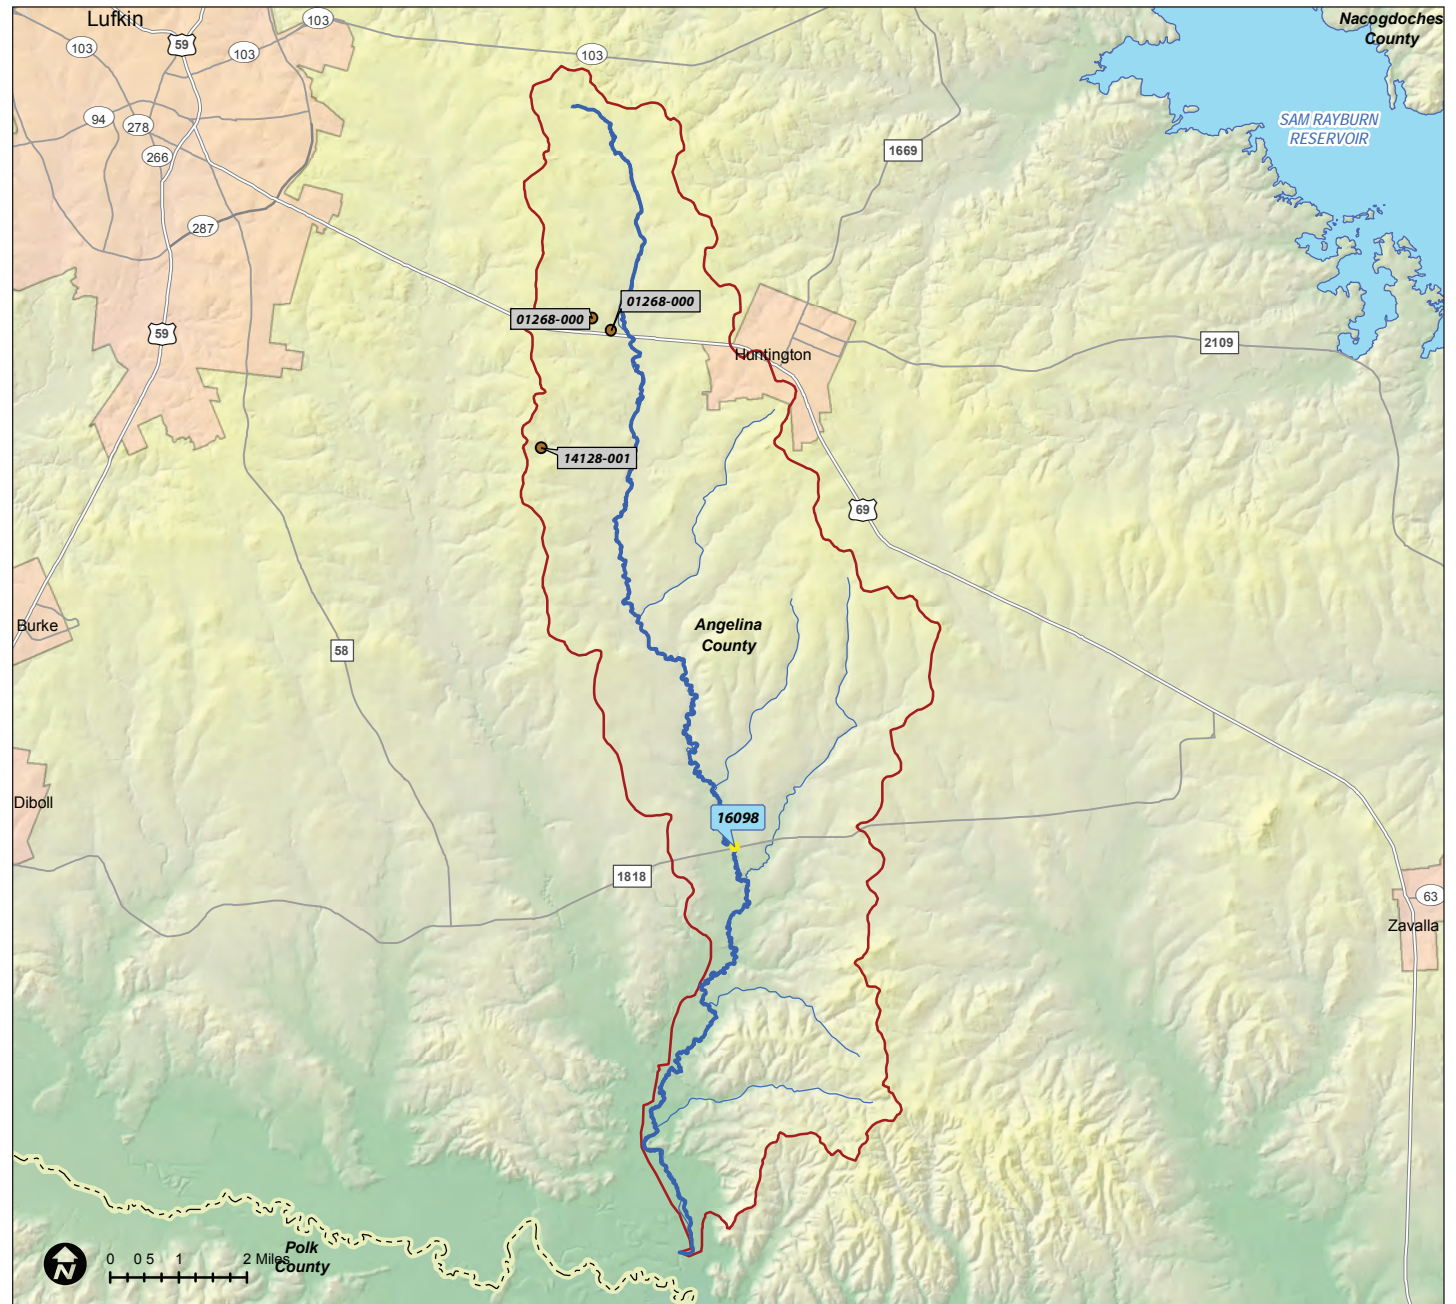 Lufkin
103
59
103
103
103
Nacogdoches
County
94
278
266
287
1669
SAM RAYBURN
RESERVOIR
59
01268-000
01268-000
2109
Huntington
14128-001
69
Burke
58
Angelina
County
Diboll
16098
1818
63
Zavalla
Polk
County
N
0 0 5 1 2 Miles